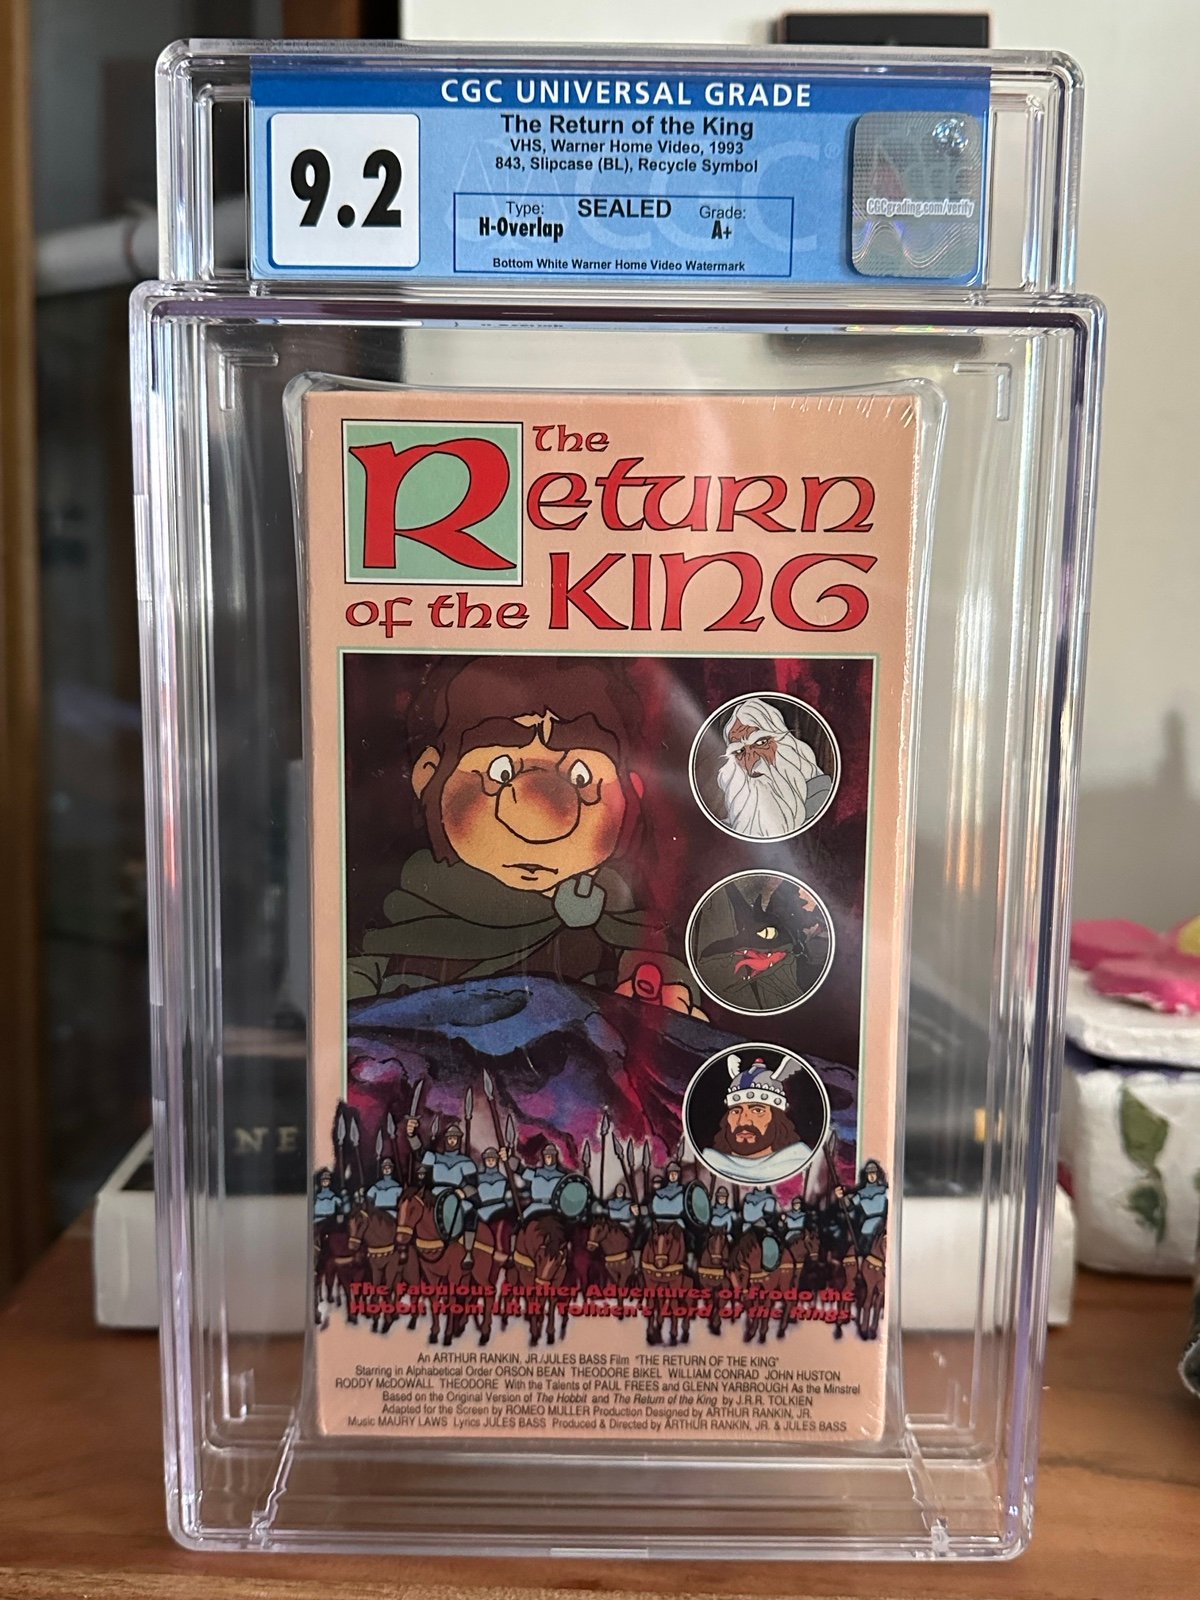 CGC UNIVERSAL GRADE
9.2
The Return of the King
VHS, Warner Home Video, 1993
843, Slipcase (BL), Recycle Symbol
Type: SEALED Grade:
H-Overlap A+
Bottom White Warner Home Video Watermark
CGCgrading.com/verify
The
Return
of the KING
NE
The Fabulous Further Adventures of Frodo the
Hobbit from J.R.R. Tolkien's Lord of the Rings
An ARTHUR RANKIN, JR./JULES BASS Film "THE RETURN OF THE KING"
Starring in Alphabetical Order ORSON BEAN THEODORE BIKEL WILLIAM CONRAD JOHN HUSTON
RODDY McDOWALL THEODORE With the Talents of PAUL FREES and GLENN YARBROUGH As the Minstrel
Based on the Original Version of The Hobbit and The Return of the King by J.R.R. TOLKIEN
Adapted for the Screen by ROMEO MULLER Production Designed by ARTHUR RANKIN, JR.
Music MAURY LAWS Lyrics JULES BASS Produced & Directed by ARTHUR RANKIN, JR. & JULES BASS